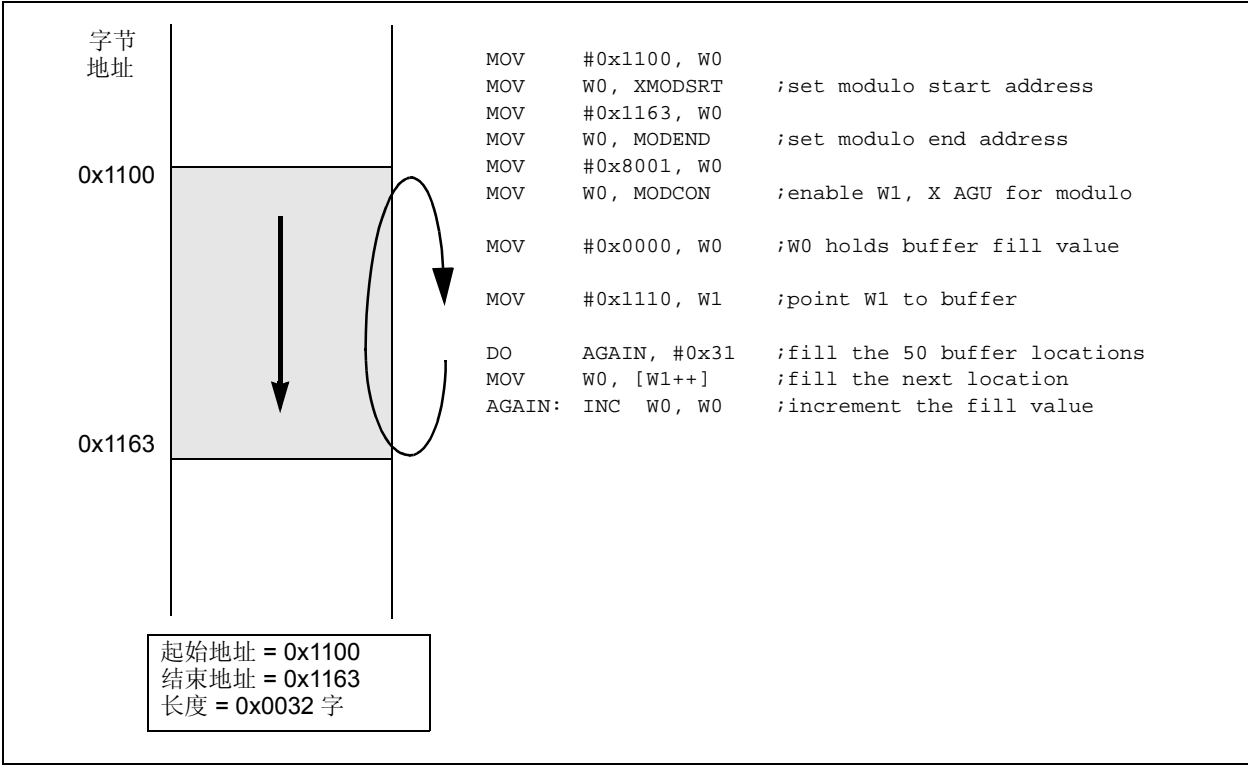 字节
地址
0x1100
0x1163
MOV #0x1100, W0
MOV W0, XMODSRT ;set modulo start address
MOV #0x1163, W0
MOV W0, MODEND ;set modulo end address
MOV #0x8001, W0
MOV W0, MODCON ;enable W1, X AGU for modulo
MOV #0x0000, W0 ;W0 holds buffer fill value
MOV #0x1110, W1 ;point W1 to buffer
DO AGAIN, #0x31 ;fill the 50 buffer locations
MOV W0, [W1++] ;fill the next location
AGAIN: INC W0, W0 ;increment the fill value
起始地址 = 0x1100
结束地址 = 0x1163
长度 = 0x0032 字